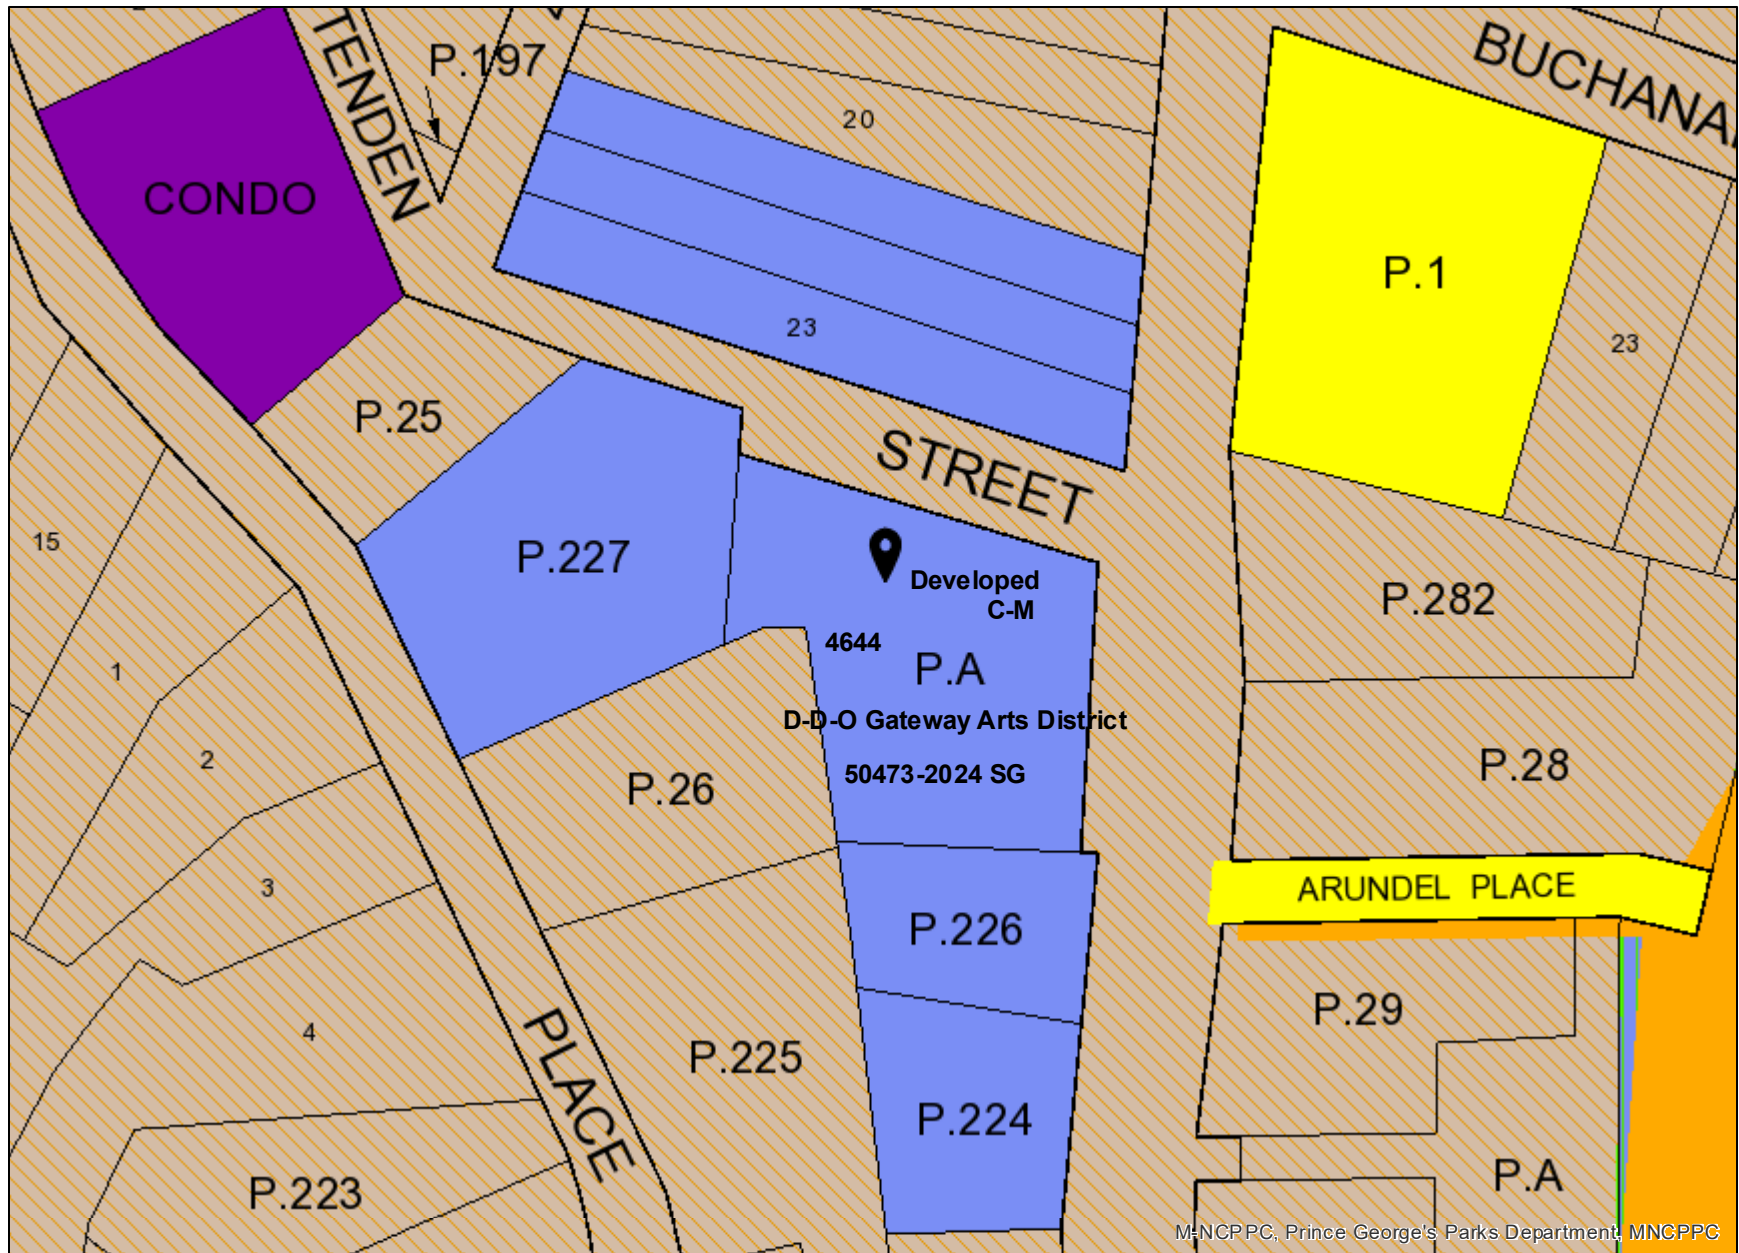 TENDEN
P.197
BUCHANA
20
CONDO
P.1
23
23
P.25
STREET
15
P.227
Developed
C-M
P.282
4644
1
P.A
D-D-O Gateway Arts District
2
P.26
50473-2024 SG
P.28
3
ARUNDEL PLACE
P.226
4
PLACE
P.225
P.29
P.224
P.223
P.A
M-NCPPC, Prince George's Parks Department, MNCPPC